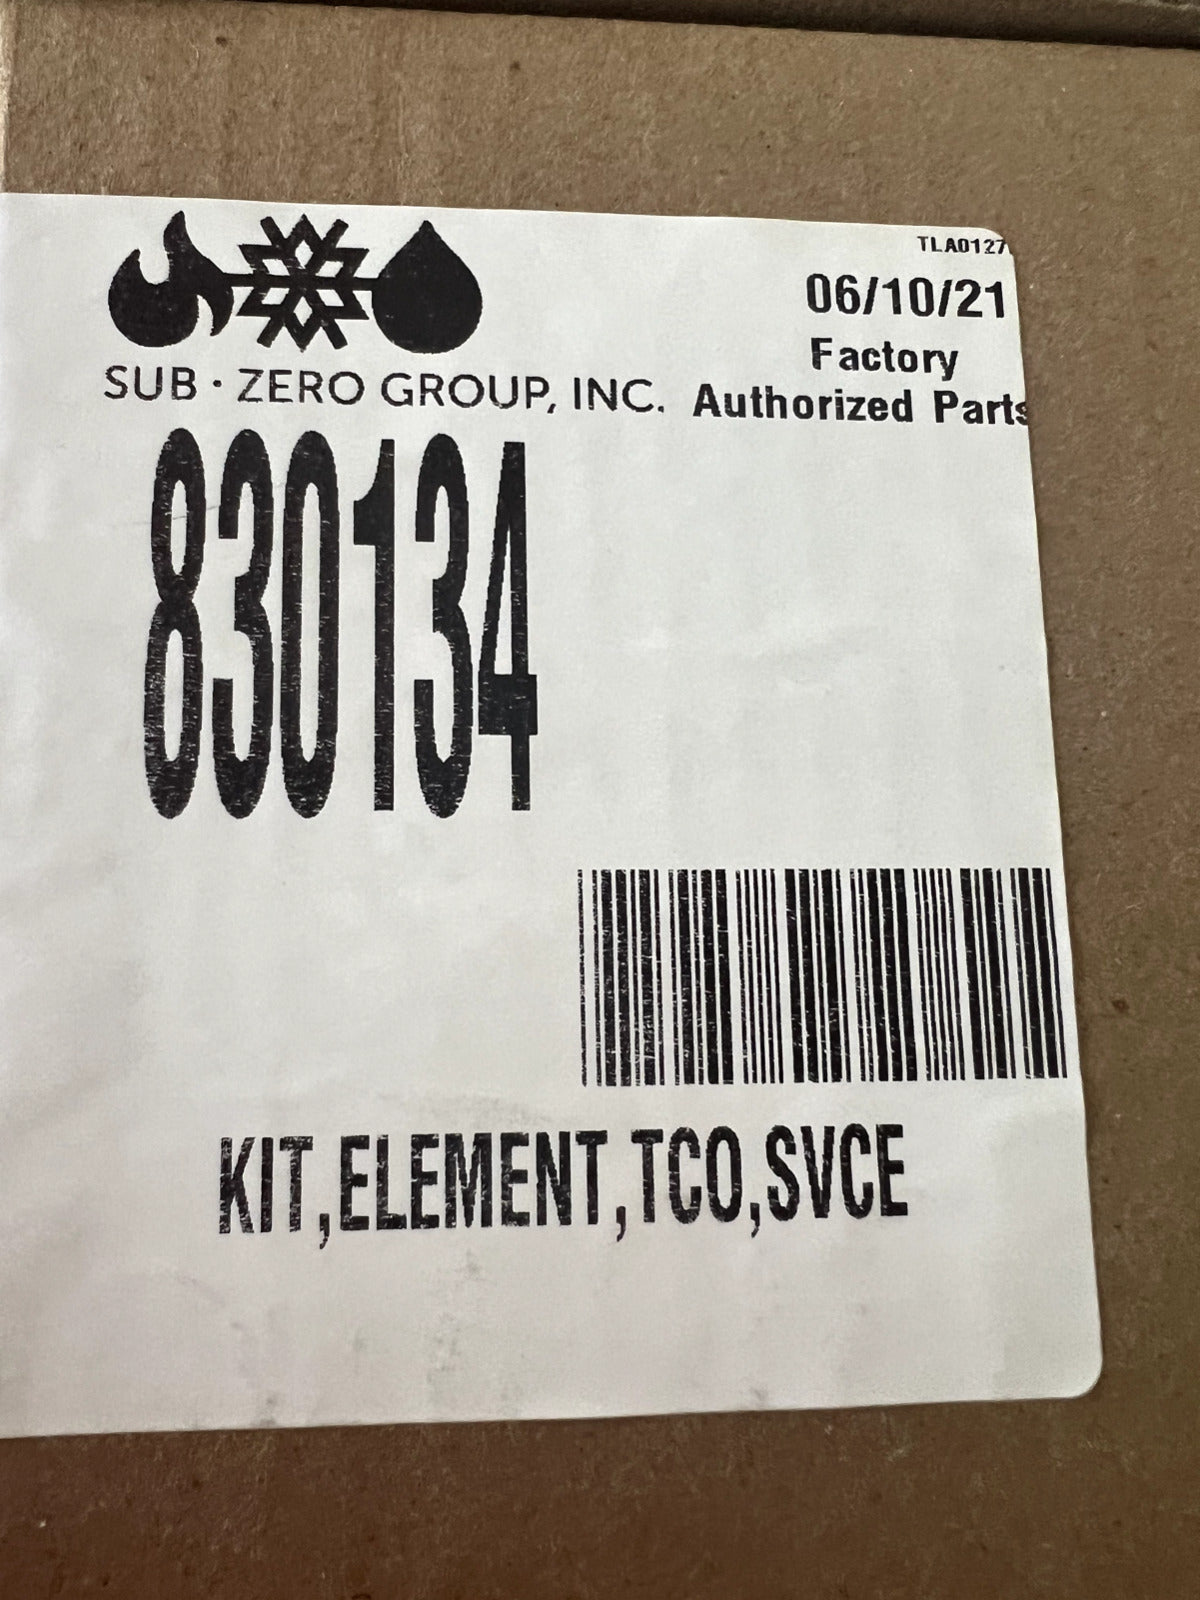 TLA0127
06/10/21
Factory
Authorized Parts
SUB·ZERO GROUP, INC.
830134
KIT,ELEMENT,TCO,SVCE